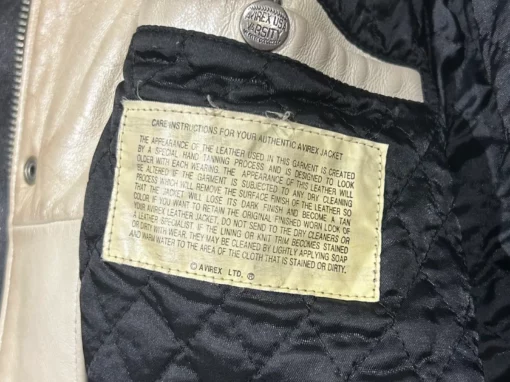 AVIREX USA
VARSITY
CARE INSTRUCTIONS FOR YOUR AUTHENTIC AVIREX JACKET
THE APPEARANCE OF THE LEATHER USED IN THIS GARMENT IS CREATED
BY A SPECIAL HAND TANNING PROCESS AND IS DESIGNED TO LOOK
OLDER WITH EACH WEARING. THE APPEARANCE OF THIS LEATHER WILL
BE ALTERED IF THE GARMENT IS SUBJECTED TO ANY DRY CLEANING
PROCESS WHICH WILL REMOVE THE SURFACE FINISH OF THE LEATHER SO
THAT THE JACKET WILL LOSE ITS DARK FINISH AND BECOME A TAN
COLOR. IF YOU WANT TO RETAIN THE ORIGINAL FINISHED WORN LOOK OF
YOUR AVIREX LEATHER JACKET, DO NOT SEND TO THE DRY CLEANERS OR
A LEATHER SPECIALIST. IF THE LINING OR KNIT TRIM BECOMES STAINED
OR DIRTY WITH WEAR, THEY MAY BE CLEANED BY LIGHTLY APPLYING SOAP
AND WARM WATER TO THE AREA OF THE CLOTH THAT IS STAINED OR DIRTY.
© AVIREX LTD. ®